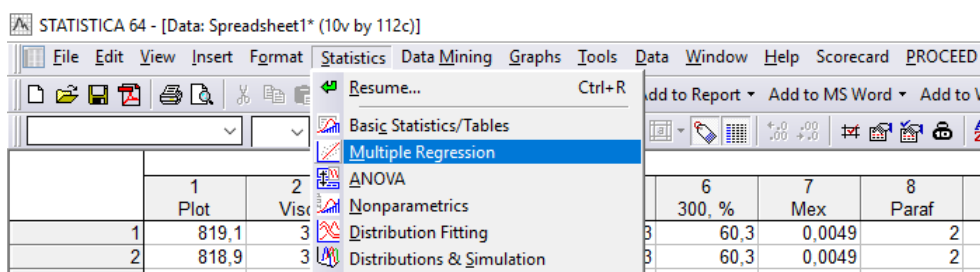 STATISTICA 64 - [Data: Spreadsheet1* (10v by 112c)]
File Edit View Insert Format Statistics Data Mining Graphs Tools Data Window Help Scorecard PROCEED
Resume... Ctrl+R
to Report Add to MS Word Add to
Basic Statistics/Tables
Multiple Regression
ANOVA
Nonparametrics
Distribution Fitting
Distributions & Simulation
1 2 6 7 8
Plot 300, % Mex Paraf
1 819,1 3 3 60,3 0,0049 2
2 818,9 3 3 60,3 0,0049 2